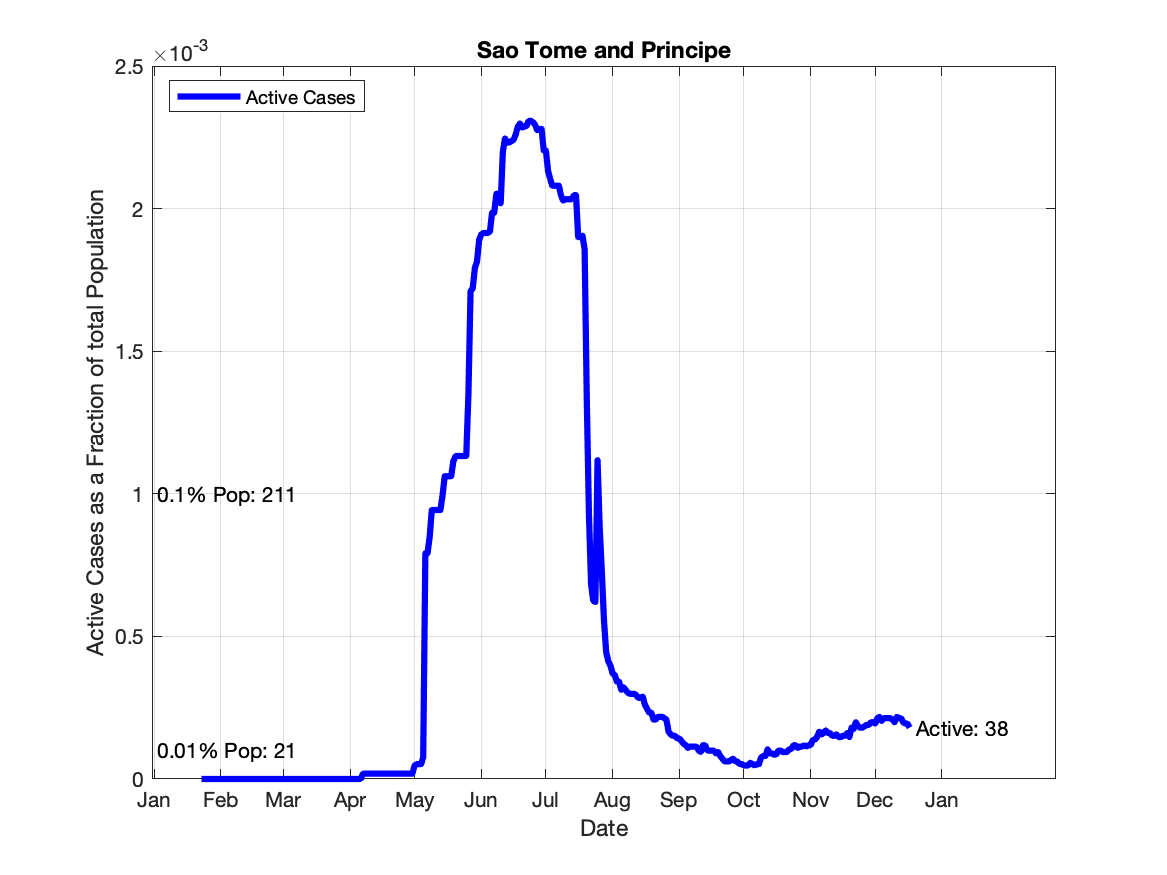 Sao Tome and Principe
×10-3
2.5
2
1.5
1
0.5
0
Active Cases
0.1% Pop: 211
0.01% Pop: 21
Active: 38
Jan Feb Mar Apr May Jun Jul Aug Sep Oct Nov Dec Jan
Date
Active Cases as a Fraction of total Population